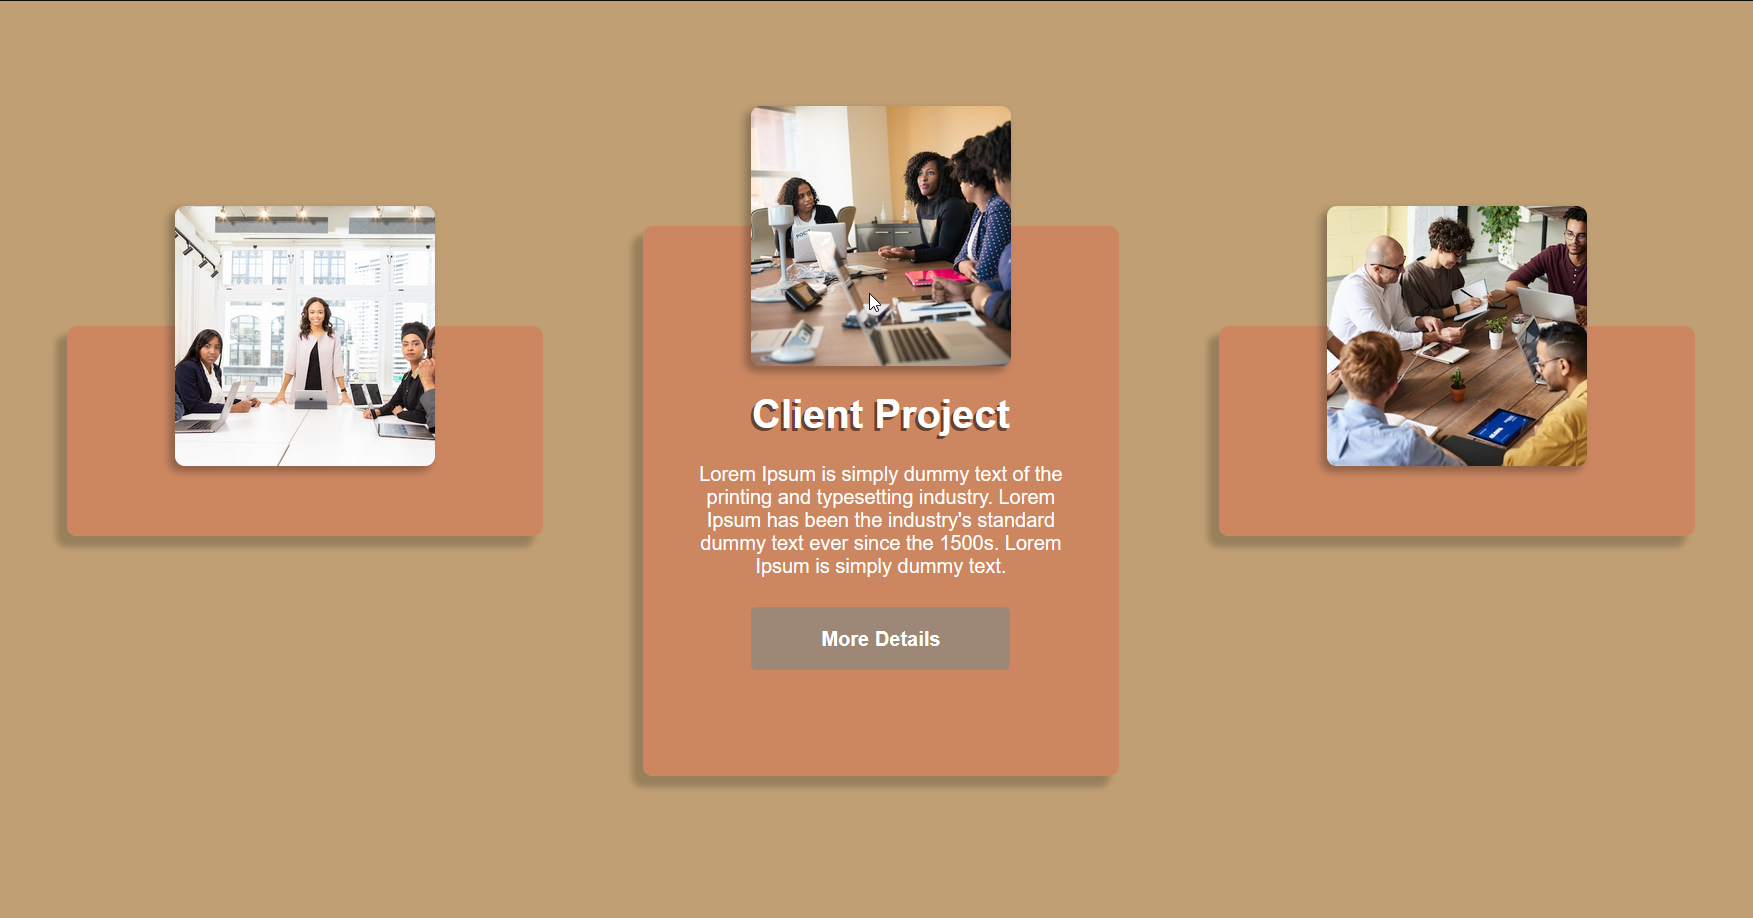 Client Project
Lorem Ipsum is simply dummy text of the
printing and typesetting industry. Lorem
Ipsum has been the industry's standard
dummy text ever since the 1500s. Lorem
Ipsum is simply dummy text.
More Details